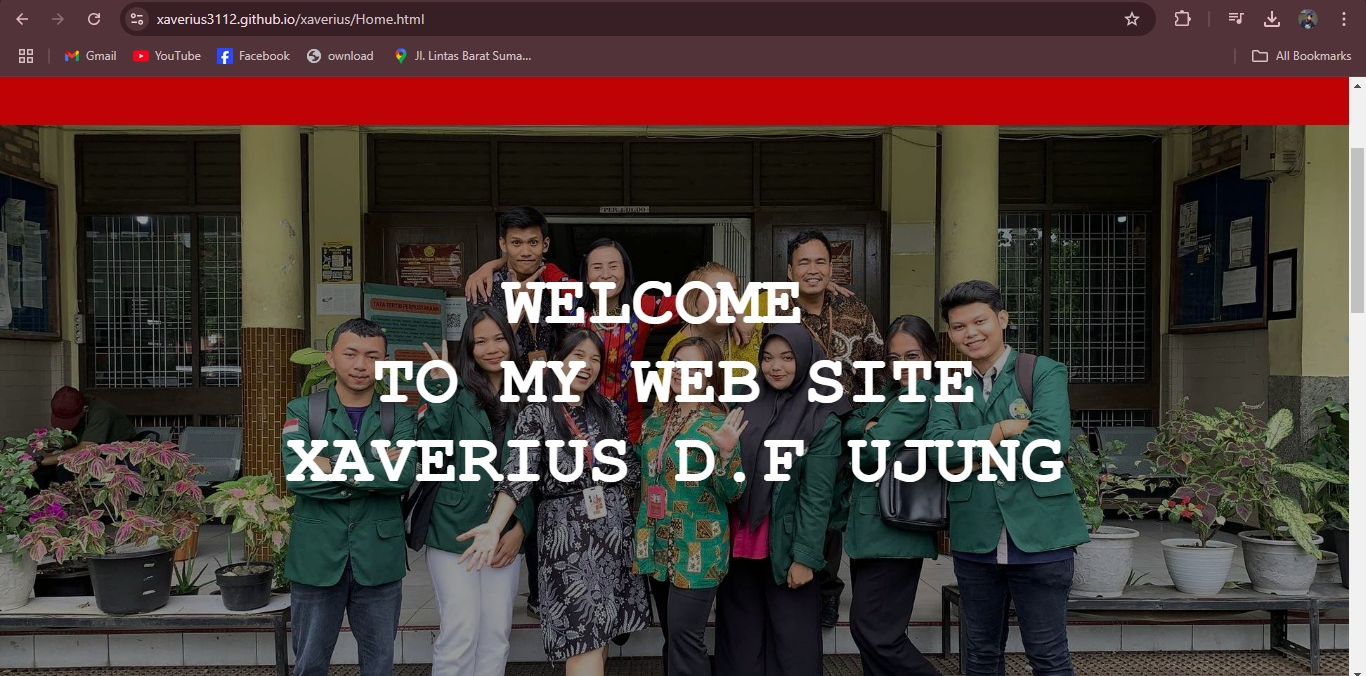 xaverius3112.github.io/xaverius/Home.html
Gmail
YouTube
Facebook
ownload
Jl. Lintas Barat Suma...
All Bookmarks
PERPUSTAKAAN
WELCOME
TO MY WEB SITE
XAVERIUS D.F UJUNG